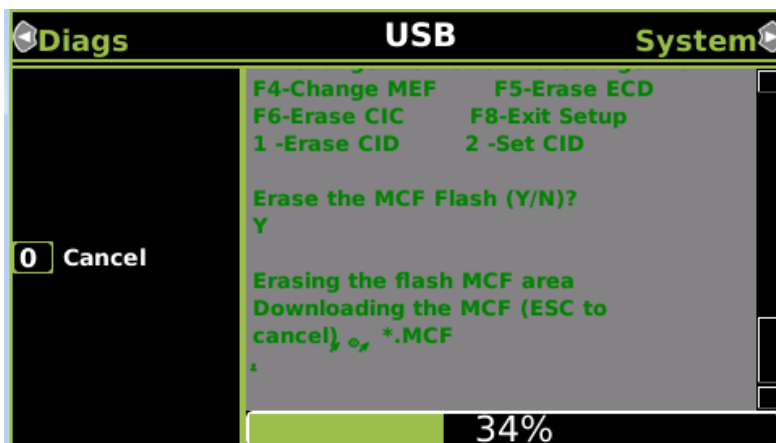 Diags
USB
System
F4-Change MEF F5-Erase ECD
F6-Erase CIC F8-Exit Setup
1 -Erase CID 2 -Set CID
Erase the MCF Flash (Y/N)?
Y
0 Cancel
Erasing the flash MCF area
Downloading the MCF (ESC to
cancel) *.MCF
34%